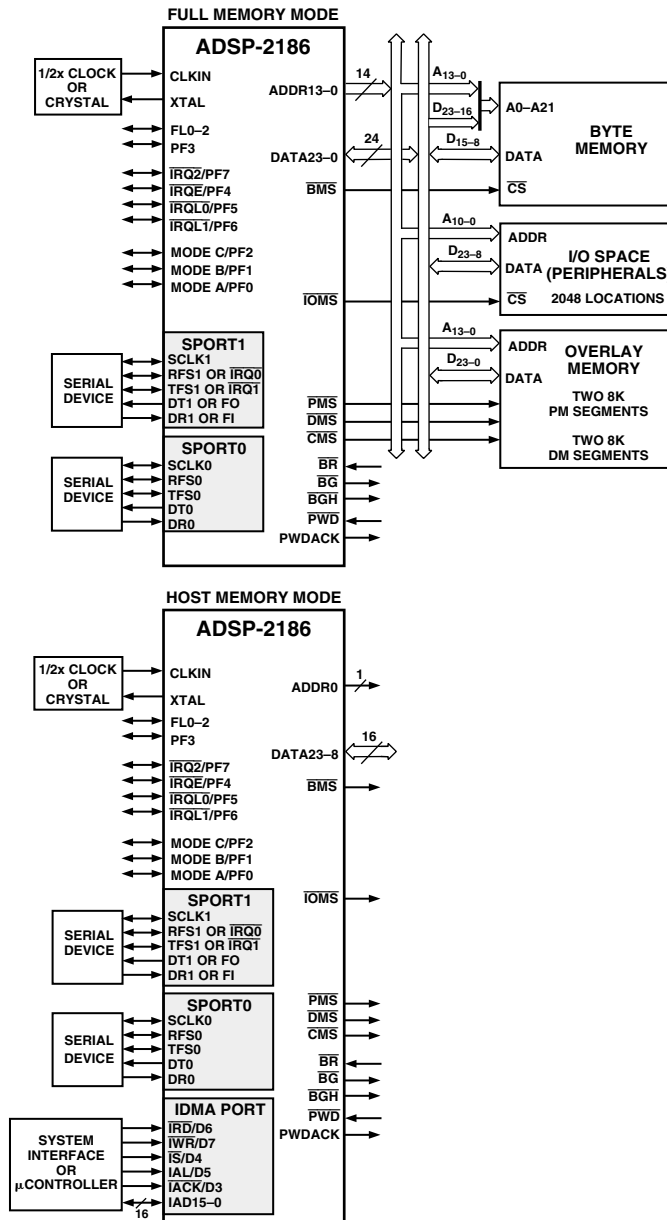 FULL MEMORY MODE
ADSP-2186
1/2x CLOCK
OR
CRYSTAL
CLKIN
XTAL
FL0–2
PF3
IRQ2/PF7
IRQE/PF4
IRQL0/PF5
IRQL1/PF6
MODE C/PF2
MODE B/PF1
MODE A/PF0
SPORT1
SCLK1
RFS1 OR IRQ0
TFS1 OR IRQ1
DT1 OR FO
DR1 OR FI
SERIAL
DEVICE
SPORT0
SCLK0
RFS0
TFS0
DT0
DR0
SERIAL
DEVICE
ADDR13–0
14
DATA23–0
24
BMS
IOMS
PMS
DMS
CMS
BR
BG
BGH
PWD
PWDACK
A13–0
D23–16
D15–8
A0–A21
BYTE
MEMORY
DATA
CS
A10–0
D23–8
ADDR
DATA
CS
I/O SPACE
(PERIPHERALS
2048 LOCATIONS
A13–0
D23–0
ADDR
DATA
OVERLAY
MEMORY
TWO 8K
PM SEGMENTS
TWO 8K
DM SEGMENTS
HOST MEMORY MODE
ADSP-2186
1/2x CLOCK
OR
CRYSTAL
CLKIN
XTAL
FL0–2
PF3
IRQ2/PF7
IRQE/PF4
IRQL0/PF5
IRQL1/PF6
MODE C/PF2
MODE B/PF1
MODE A/PF0
SPORT1
SCLK1
RFS1 OR IRQ0
TFS1 OR IRQ1
DT1 OR FO
DR1 OR FI
SERIAL
DEVICE
SPORT0
SCLK0
RFS0
TFS0
DT0
DR0
SERIAL
DEVICE
IDMA PORT
IRD/D6
IWR/D7
IS/D4
IAL/D5
IACK/D3
IAD15–0
SYSTEM
INTERFACE
OR
µCONTROLLER
16
ADDR0
1
DATA23–8
16
BMS
IOMS
PMS
DMS
CMS
BR
BG
BGH
PWD
PWDACK